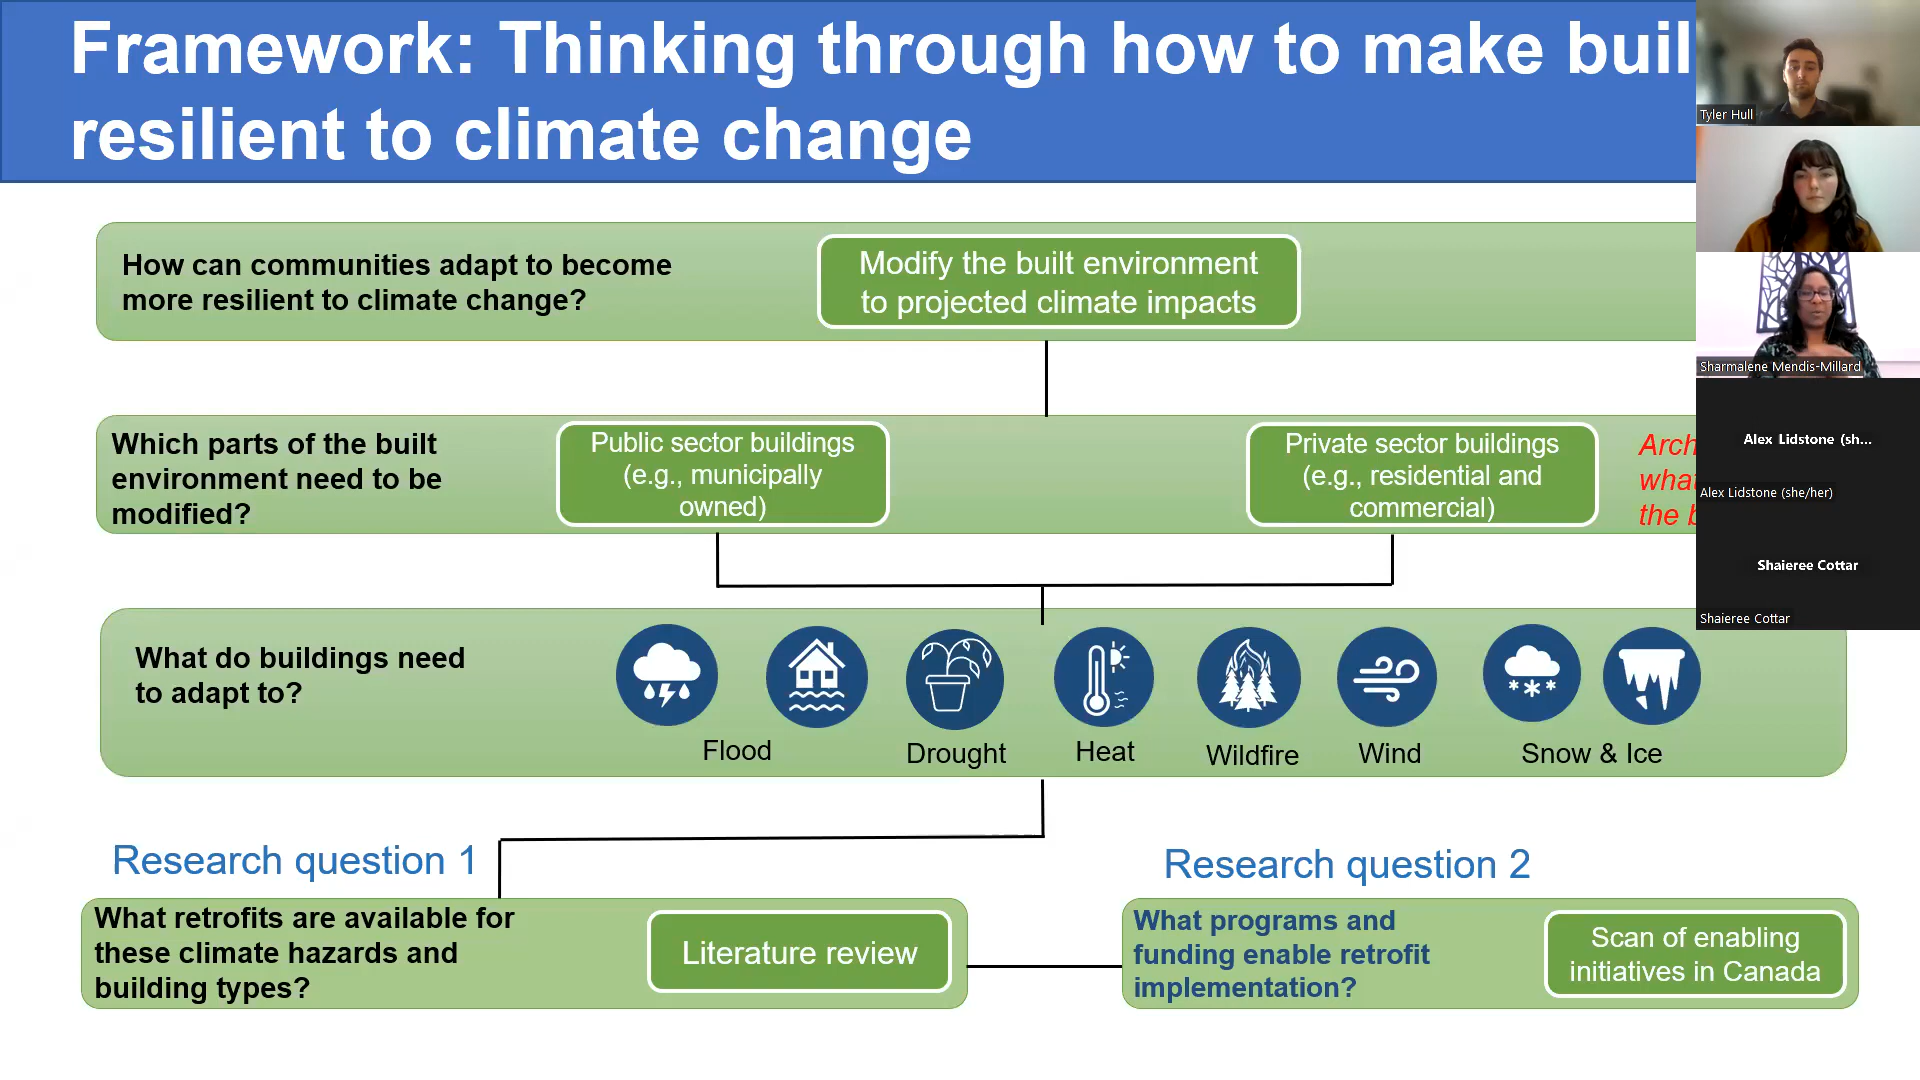 Framework: Thinking through how to make buil
resilient to climate change
How can communities adapt to become
more resilient to climate change?
Modify the built environment
to projected climate impacts
Which parts of the built
environment need to be
modified?
Public sector buildings
(e.g., municipally
owned)
Private sector buildings
(e.g., residential and
commercial)
Arch
what
the b
What do buildings need
to adapt to?
Flood
Drought
Heat
Wildfire
Wind
Snow & Ice
Research question 1
What retrofits are available for
these climate hazards and
building types?
Literature review
Research question 2
What programs and
funding enable retrofit
implementation?
Scan of enabling
initiatives in Canada
Tyler Hull
Sharmalene Mendis-Millard
Alex Lidstone (sh...
Alex Lidstone (she/her)
Shaieree Cottar
Shaieree Cottar